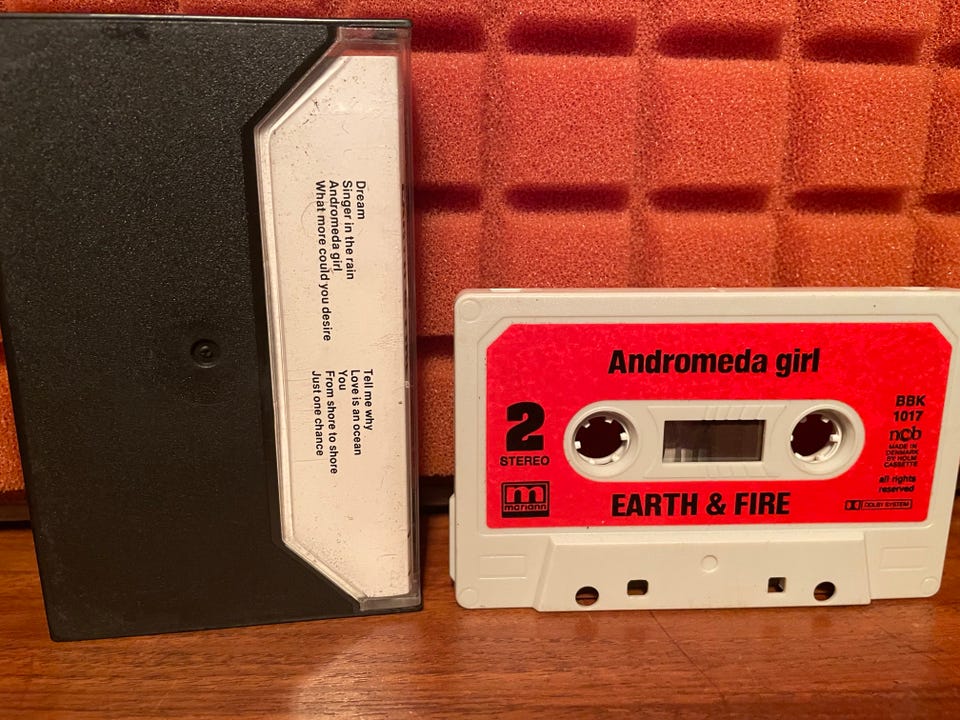 Dream
Singer in the rain
Andromeda girl
What more could you desire
Tell me why
Love is an ocean
You
From shore to shore
Just one chance
Andromeda girl
2
STEREO
mariann
EARTH & FIRE
BBK
1017
ncb
MADE IN
DENMARK
BY HOLM
CASSETTE
all rights
reserved
DOLBY SYSTEM